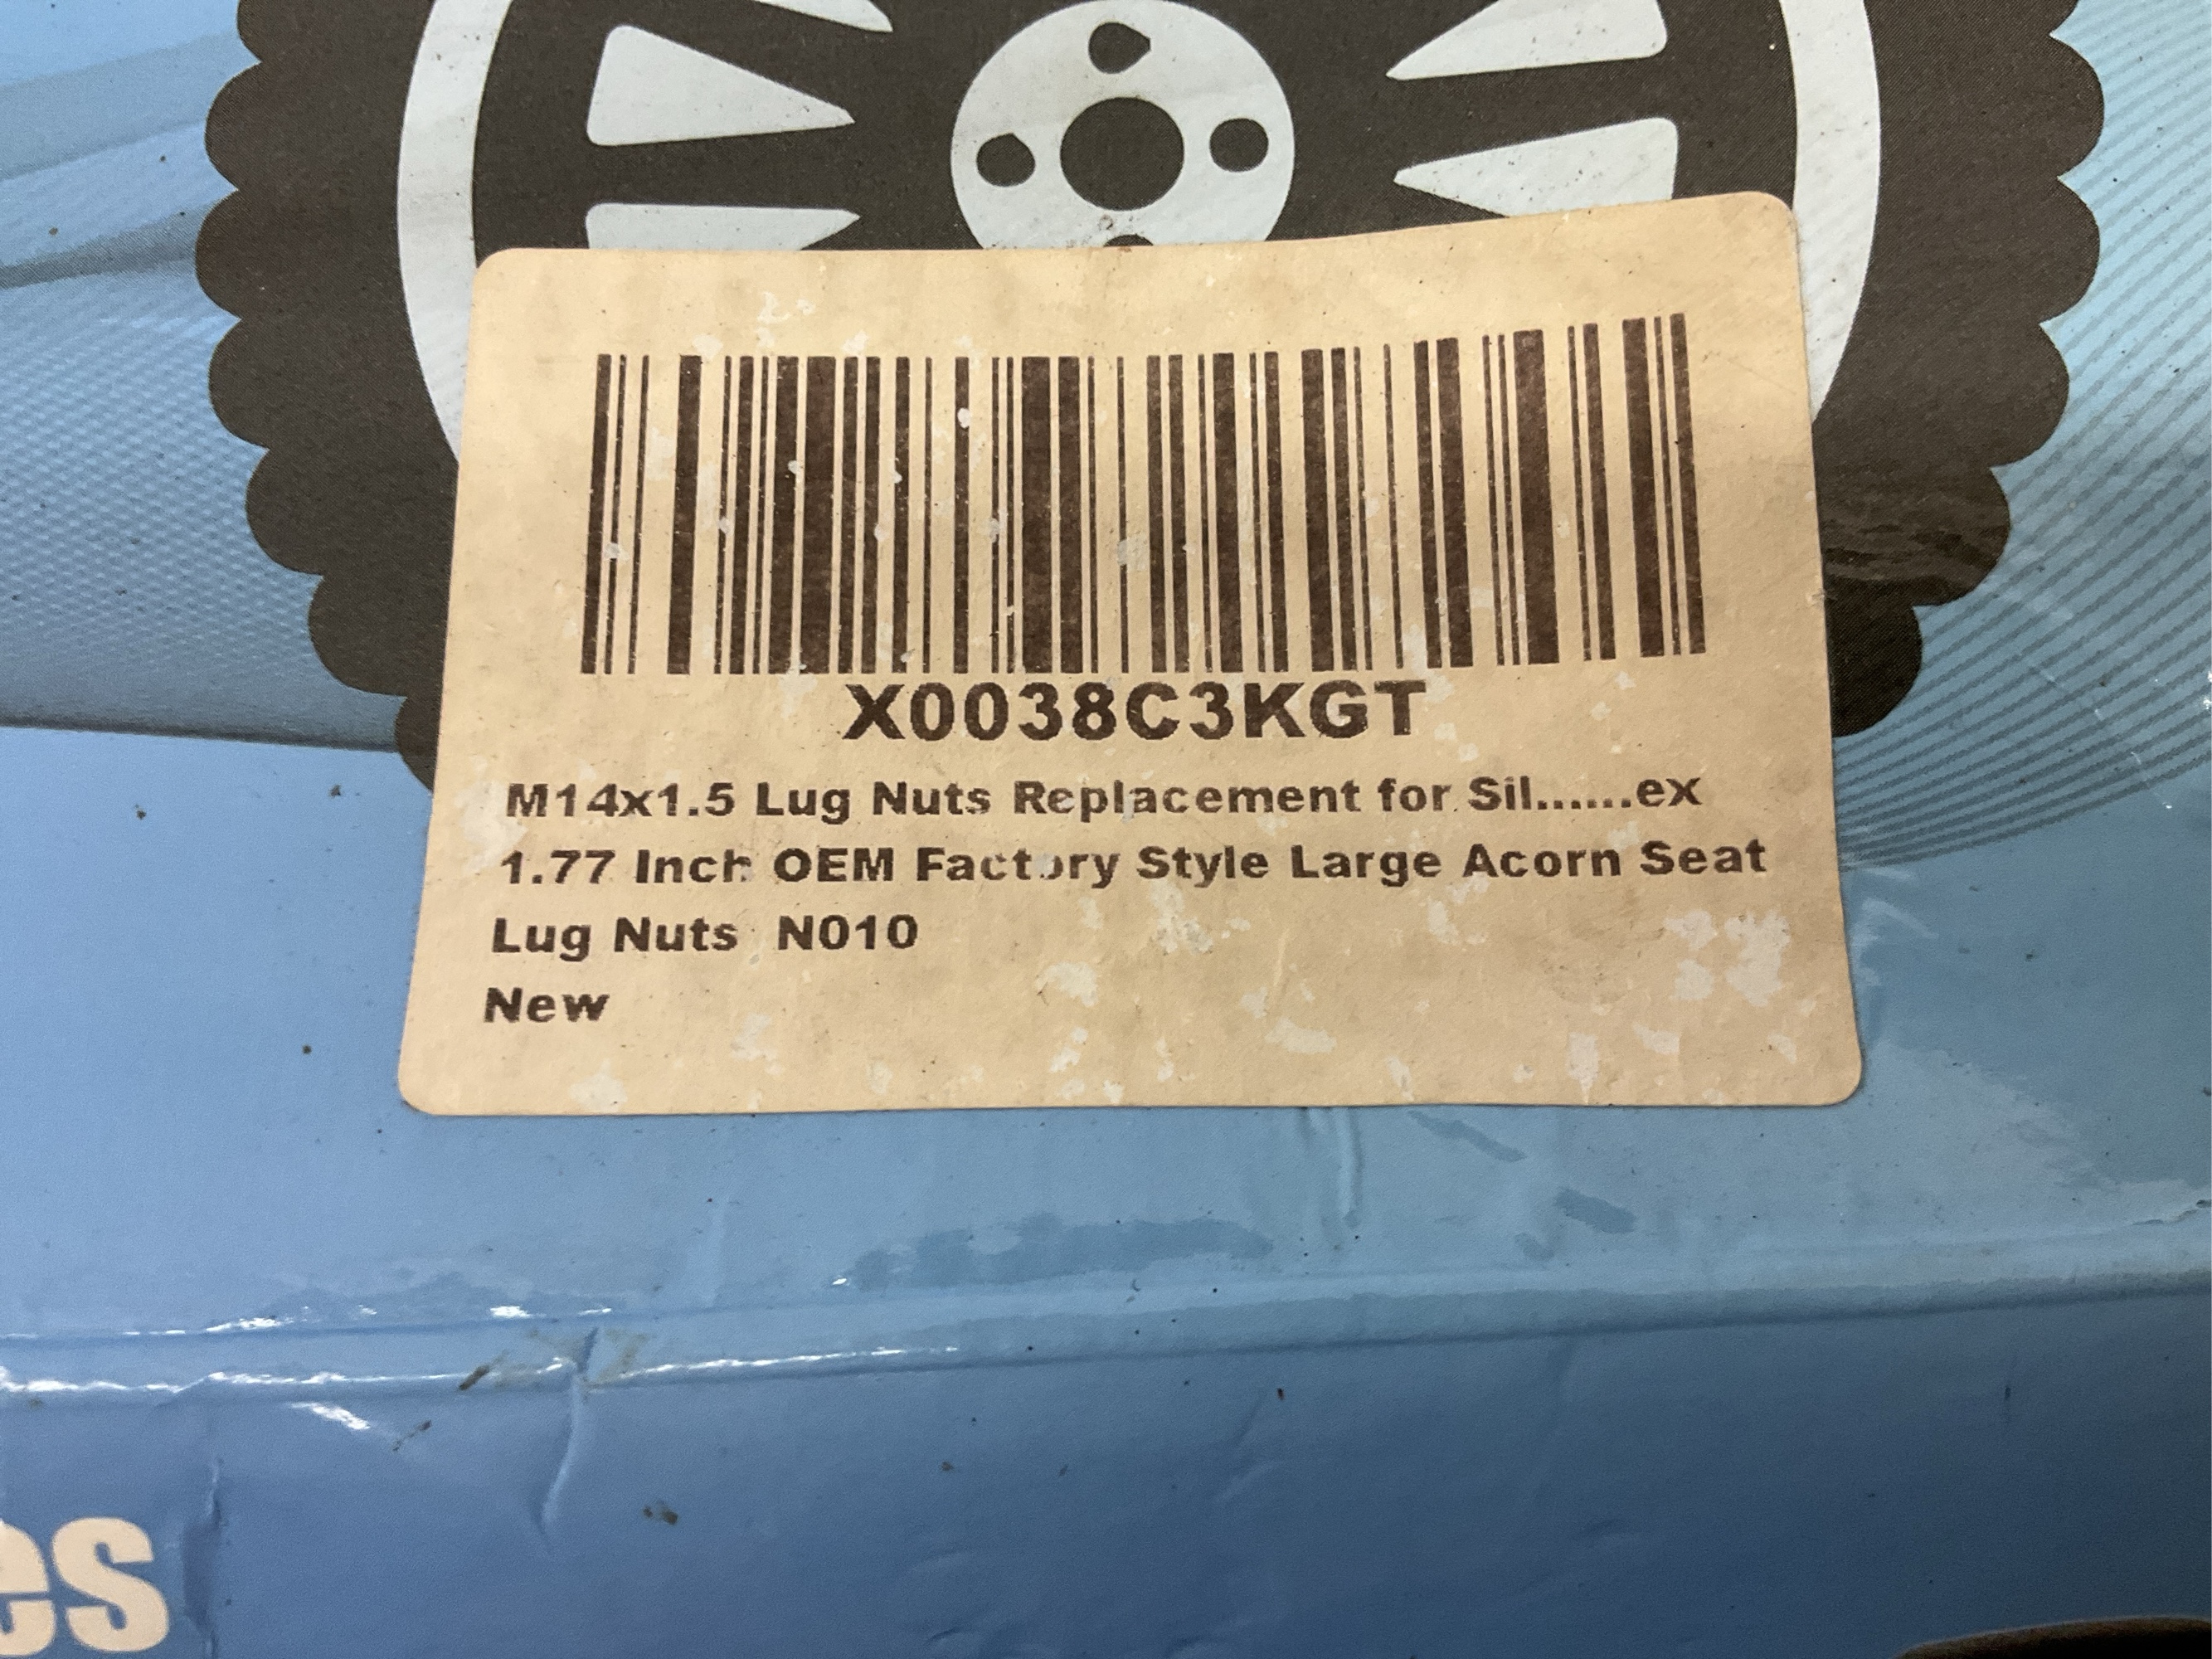 X0038C3KGT
M14x1.5 Lug Nuts Replacement for Sil......ex
1.77 Inch OEM Factory Style Large Acorn Seat
Lug Nuts N010
New
es